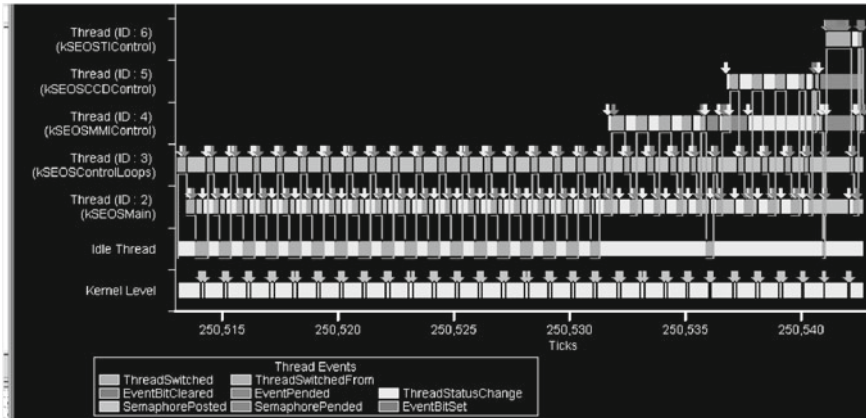 Thread (ID : 6)
(kSEOSTIControl)
Thread (ID : 5)
(kSEOSCCDControl)
Thread (ID : 4)
(kSEOSMMIControl)
Thread (ID : 3)
(kSEOSControlLoops)
Thread (ID : 2)
(kSEOSMain)
Idle Thread
Kernel Level
250,515 250,520 250,525 250,530 250,535 250,540
Ticks
Thread Events
ThreadSwitched ThreadSwitchedFrom
EventBitCleared EventPended ThreadStatusChange
SemaphorePosted SemaphorePended EventBitSet